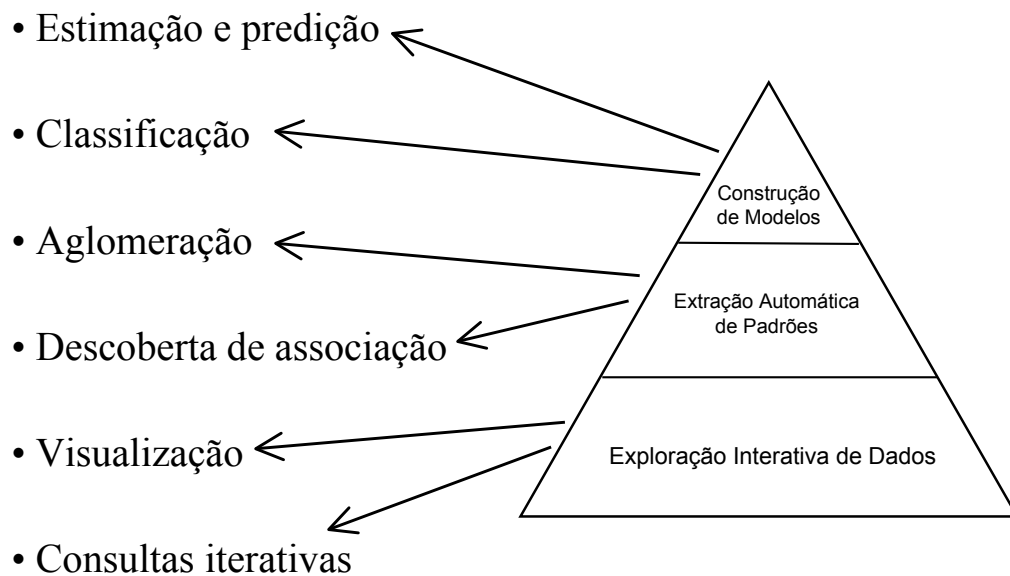 • Estimação e predição
• Classificação
• Aglomeração
• Descoberta de associação
• Visualização
• Consultas iterativas
Construção
de Modelos
Extração Automática
de Padrões
Exploração Interativa de Dados